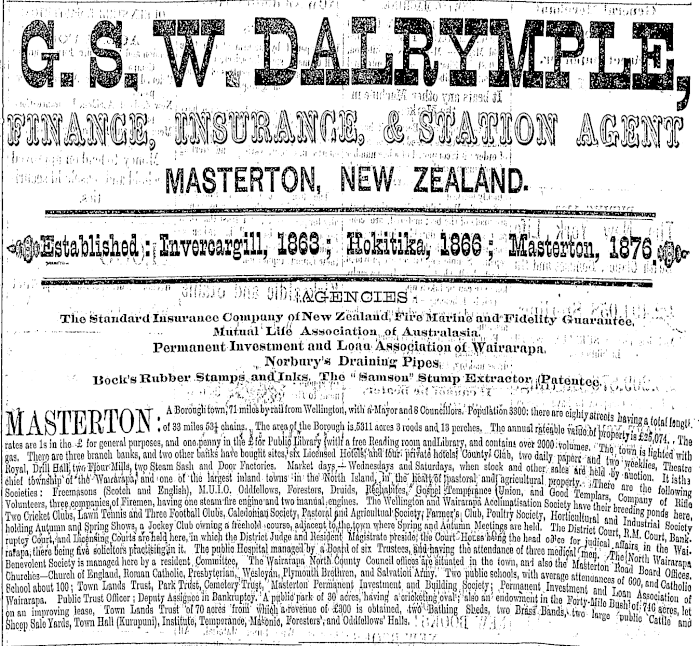 G. S. W. DALRYMPLE,
FINANCE, INSURANCE, & STATION AGENT
MASTERTON, NEW ZEALAND.
Established: Invercargill, 1863; Hokitika, 1866; Masterton, 1876.
AGENCIES:
The Standard Insurance Company of New Zealand, Fire Marine and Fidelity Guarantee,
Mutual Life Association of Australasia.
Permanent Investment and Loan Association of Wairarapa.
Norbury's Draining Pipes.
Bock's Rubber Stamps and Inks, The "Samson" Stump Extractor (Patentee.
MASTERTON: A Borough town, 71 miles by rail from Wellington, with a Mayor and 6 Councillors. Population 3300: there are eighty streets having a total length
of 33 miles 53½ chains. The area of the Borough is 5311 acres 3 roods and 13 perches. The annual rateable value of property is £25,074. The
rates are 1s in the £ for general purposes, and one penny in the £ for Public Library (with a free Reading room and Library, and contains over 2000 volumes. The town is lighted with
gas. There are three branch banks, and two other banks have bought sites, six Licensed Hotels, and four private hotels, County Club, two daily papers and two weeklies, Theatre
Royal, Drill Hall, two Flour Mills, two Steam Sash and Door Factories. Market days—Wednesdays and Saturdays, when stock and other sales are held by auction. It is the
chief township of the Wairarapa, and one of the largest inland towns in the North Island, in the heart of pastoral and agricultural property. There are the following
Societies: Freemasons (Scotch and English), M.U.I.O. Oddfellows, Foresters, Druids, Rechabites, Gospel Temperance Union, and Good Templars, Company of Rifle
Volunteers, three companies of Firemen, having one steam fire engine and two manual engines. The Wellington and Wairarapa Acclimatisation Society have their breeding ponds here.
Two Cricket Clubs, Lawn Tennis and Three Football Clubs, Caledonian Society, Pastoral and Agricultural Society, Farmer's Club, Poultry Society, Horticultural and Industrial Society
holding Autumn and Spring Shows, a Jockey Club owning a freehold course, adjacent to the town where Spring and Autumn Meetings are held. The District Court, R.M. Court, Bank-
ruptcy Court, and Licensing Courts are held here, in which the District Judge and Resident Magistrate preside, the Court-House being the head office for judicial affairs in the Wai-
rarapa, there being five solicitors practising in it. The public Hospital managed by a Board of six Trustees, and having the attendance of three medical men. The North Wairarapa
Benevolent Society is managed here by a resident Committee, The Wairarapa North County Council offices are situated in the town, and also the Masterton Road Board Offices.
Churches—Church of England, Roman Catholic, Presbyterian, Wesleyan, Plymouth Brethren, and Salvation Army. Two public schools, with average attendances of 600, and Catholic
School about 100; Town Lands Trust, Park Trust, Cemetery Trust, Masterton Permanent Investment and Building Society; Permanent Investment and Loan Association of
Wairarapa. Public Trust Officer; Deputy Assignee in Bankruptcy. A public park of 30 acres, having a cricketing oval; also an endowment in the Forty-Mile Bush of 746 acres, let
on an improving lease, Town Lands Trust of 70 acres from which a revenue of £300 is obtained, two Bathing Sheds, two Brass Bands, two large public Cattle and
Sheep Sale Yards, Town Hall (Kurupuni), Institute, Temperance, Masonic, Foresters', and Oddfellows' Halls.